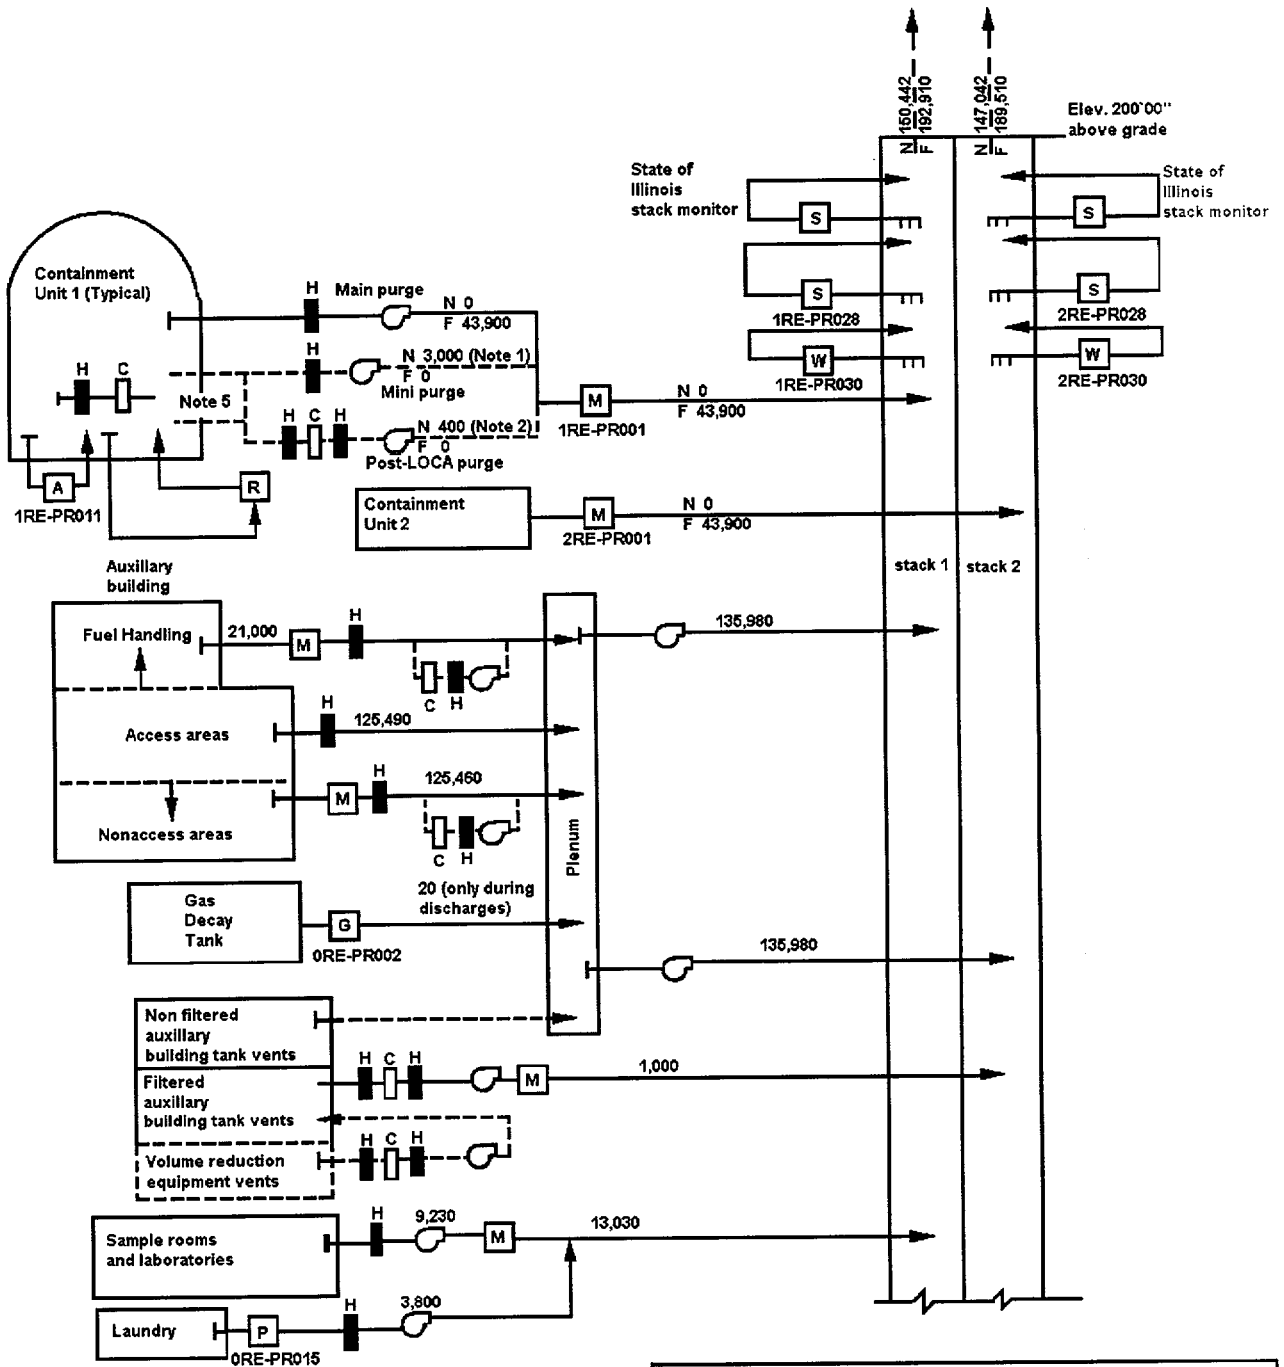 N 150,442
F 192,910
N 147,042
F 189,510
Elev. 200'00"
above grade
State of
Illinois
stack monitor
S
S
State of
Illinois
stack monitor
Containment
Unit 1 (Typical)
H
Main purge
N 0
F 43,900
S
1RE-PR028
S
2RE-PR028
H
N 3,000 (Note 1)
F 0
Mini purge
W
1RE-PR030
W
2RE-PR030
H
C
Note 5
M
1RE-PR001
N 0
F 43,900
H
C
H
N 400 (Note 2)
F 0
Post-LOCA purge
A
1RE-PR011
R
Containment
Unit 2
M
2RE-PR001
N 0
F 43,900
stack 1
stack 2
Auxillary
building
Fuel Handling
21,000
M
H
C
H
135,980
Access areas
H
125,490
Nonaccess areas
M
H
125,460
C
H
Plenum
Gas
Decay
Tank
G
0RE-PR002
20 (only during
discharges)
135,980
Non filtered
auxillary
building tank vents
Filtered
auxillary
building tank vents
H
C
H
M
1,000
Volume reduction
equipment vents
H
C
H
Sample rooms
and laboratories
H
9,230
M
13,030
Laundry
P
0RE-PR015
H
3,800